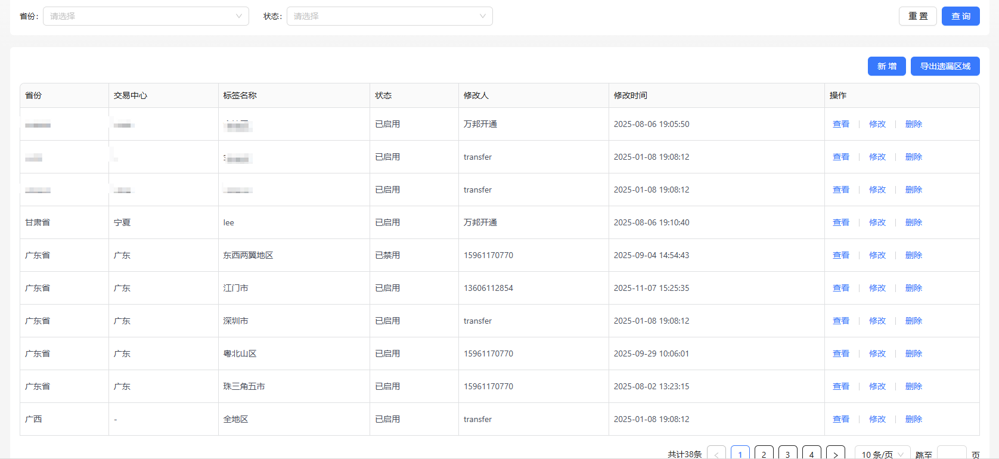 省份： 请选择 状态： 请选择 重 置 查 询
新 增 导出遗漏区域
省份 交易中心 标签名称 状态 修改人 修改时间 操作
已启用 万邦开通 2025-08-06 19:05:50 查看 修改 删除
已启用 transfer 2025-01-08 19:08:12 查看 修改 删除
已启用 transfer 2025-01-08 19:08:12 查看 修改 删除
甘肃省 宁夏 lee 已启用 万邦开通 2025-08-06 19:10:40 查看 修改 删除
广东省 广东 东西两翼地区 已禁用 15961170770 2025-09-04 14:54:43 查看 修改 删除
广东省 广东 江门市 已启用 13606112854 2025-11-07 15:25:35 查看 修改 删除
广东省 广东 深圳市 已启用 transfer 2025-01-08 19:08:12 查看 修改 删除
广东省 广东 粤北山区 已启用 15961170770 2025-09-29 10:06:01 查看 修改 删除
广东省 广东 珠三角五市 已启用 15961170770 2025-08-02 13:23:15 查看 修改 删除
广西 - 全地区 已启用 transfer 2025-01-08 19:08:12 查看 修改 删除
共计38条 < 1 2 3 4 > 10 条/页 跳至 页